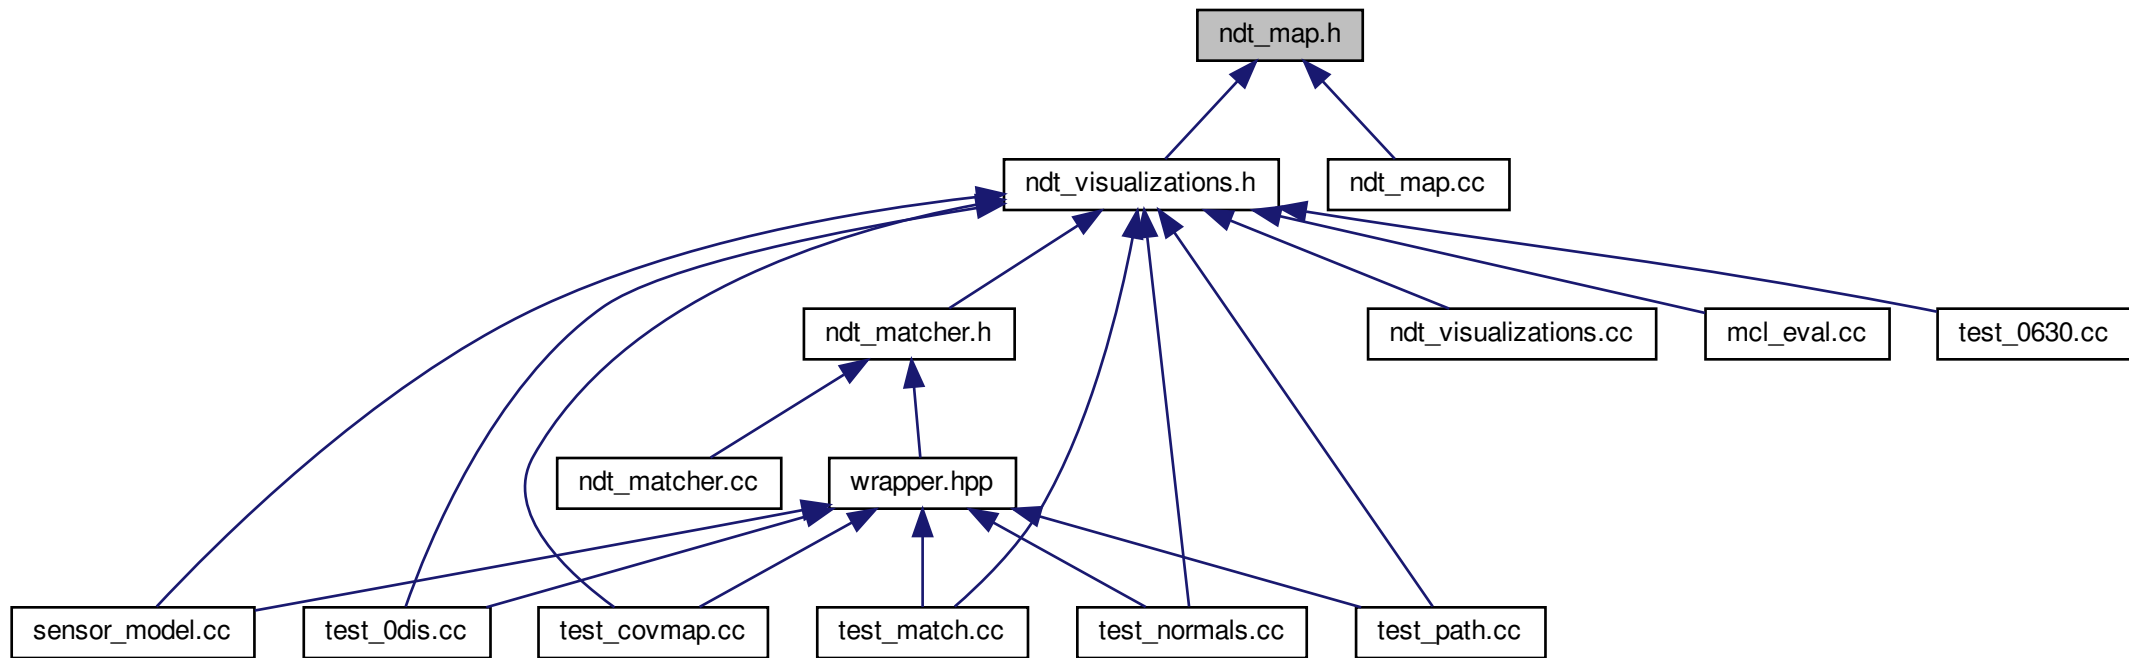 ndt_map.h
ndt_visualizations.h
ndt_map.cc
ndt_matcher.h
ndt_visualizations.cc
mcl_eval.cc
test_0630.cc
ndt_matcher.cc
wrapper.hpp
sensor_model.cc
test_0dis.cc
test_covmap.cc
test_match.cc
test_normals.cc
test_path.cc